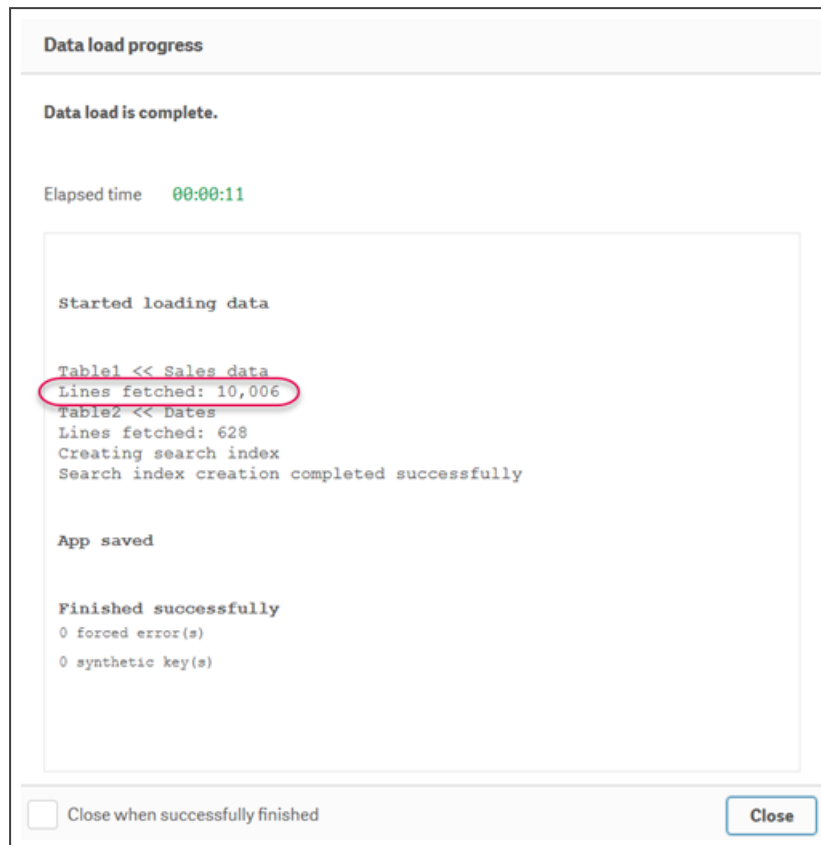 Data load progress
Data load is complete.
Elapsed time 00:00:11
Started loading data
Table1 << Sales data
Lines fetched: 10,006
Table2 << Dates
Lines fetched: 628
Creating search index
Search index creation completed successfully
App saved
Finished successfully
0 forced error(s)
0 synthetic key(s)
Close when successfully finished
Close